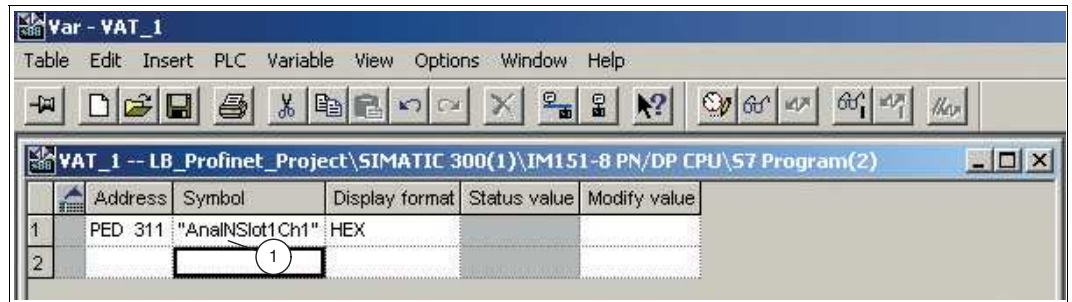 Var - VAT_1
Table Edit Insert PLC Variable View Options Window Help
VAT_1 -- LB_Profinet_Project\SIMATIC 300(1)\IM151-8 PN/DP CPU\S7 Program(2)
Address Symbol Display format Status value Modify value
1 PED 311 "AnalNSlot1Ch1" HEX
1
2